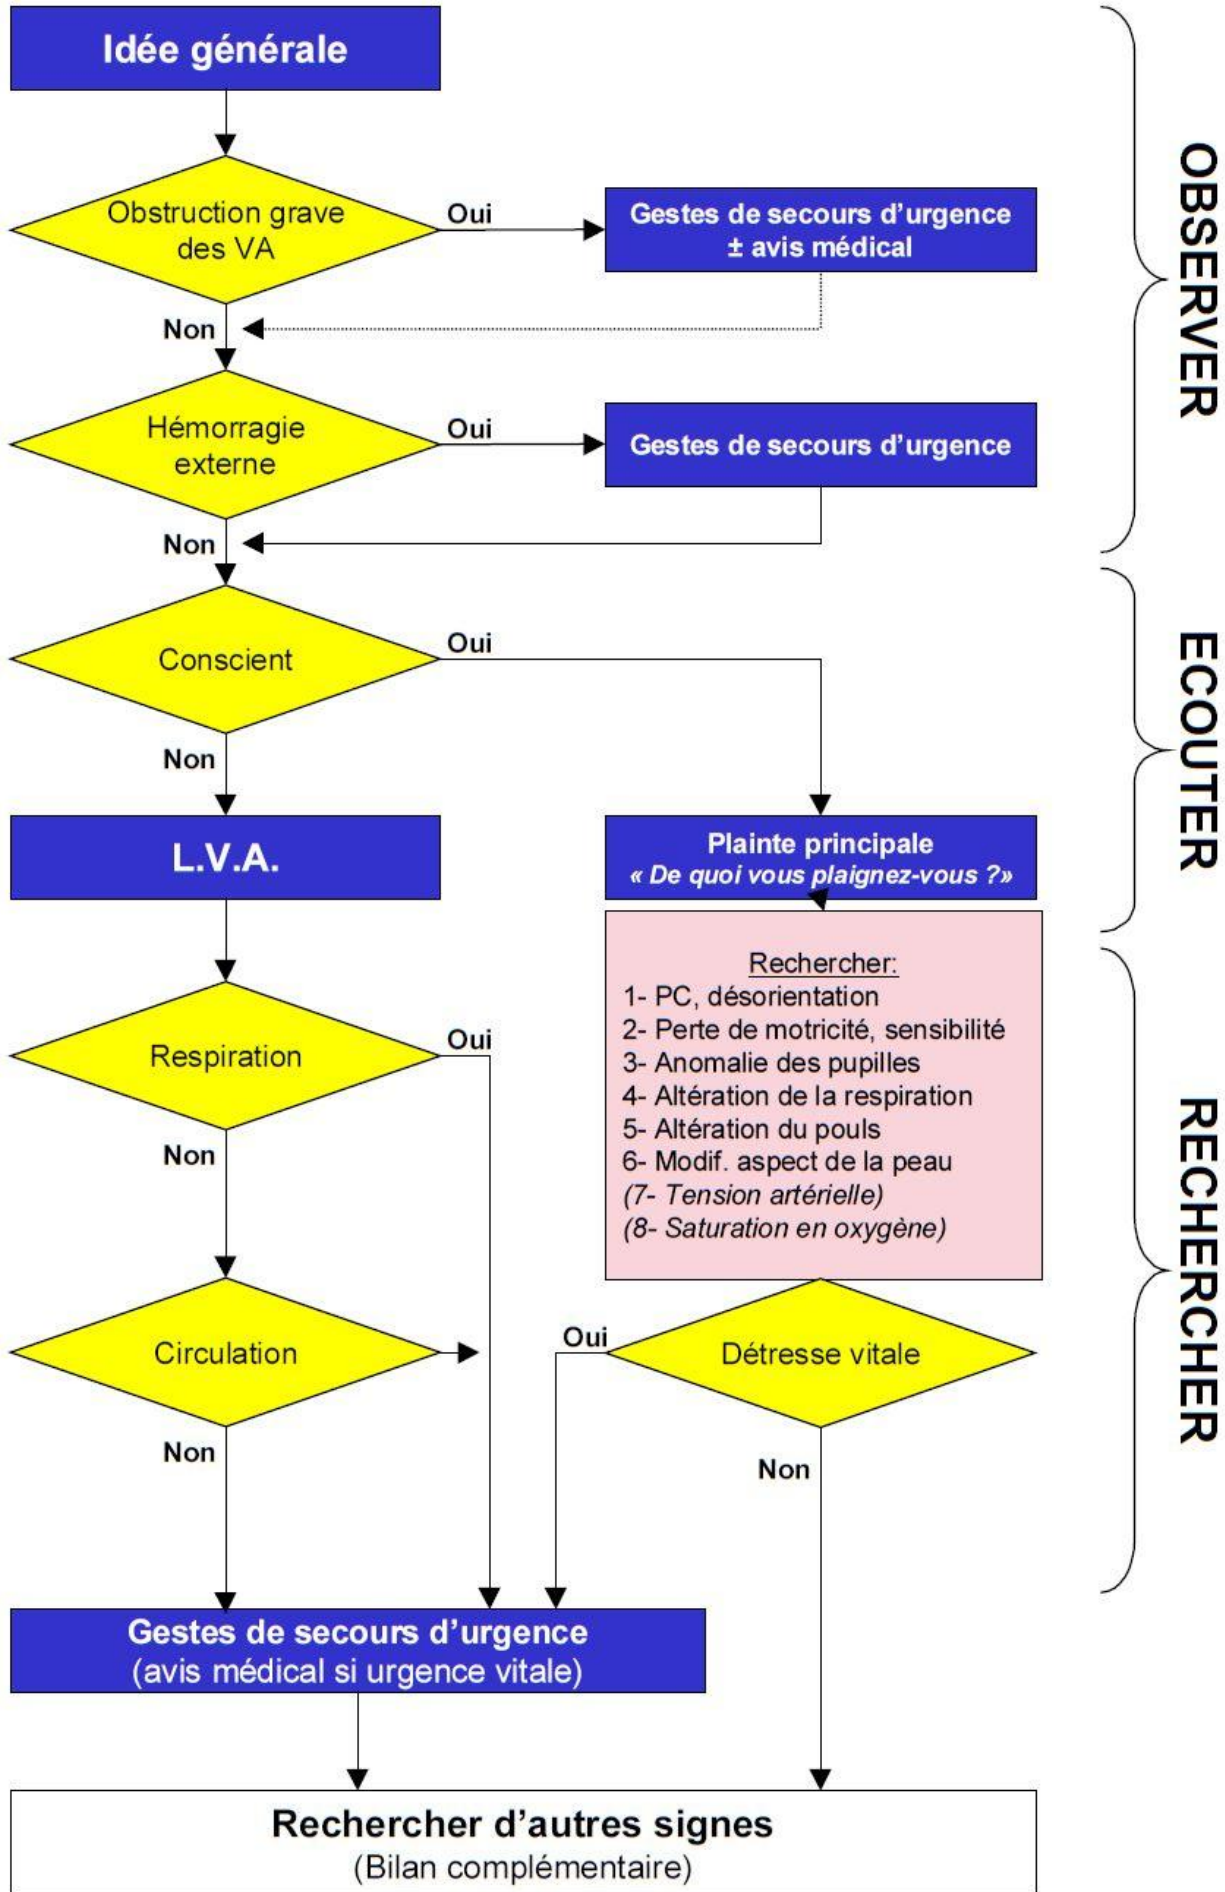 Idée générale
Obstruction grave
des VA
Oui
Gestes de secours d’urgence
± avis médical
Non
Hémorragie
externe
Oui
Gestes de secours d’urgence
Non
OBSERVER
Conscient
Oui
Non
L.V.A.
Plainte principale
« De quoi vous plaignez-vous ?»
ECOUTER
Rechercher:
1- PC, désorientation
2- Perte de motricité, sensibilité
3- Anomalie des pupilles
4- Altération de la respiration
5- Altération du pouls
6- Modif. aspect de la peau
(7- Tension artérielle)
(8- Saturation en oxygène)
Respiration
Oui
Non
Circulation
Non
Oui
Détresse vitale
Non
RECHERCHER
Gestes de secours d’urgence
(avis médical si urgence vitale)
Rechercher d’autres signes
(Bilan complémentaire)